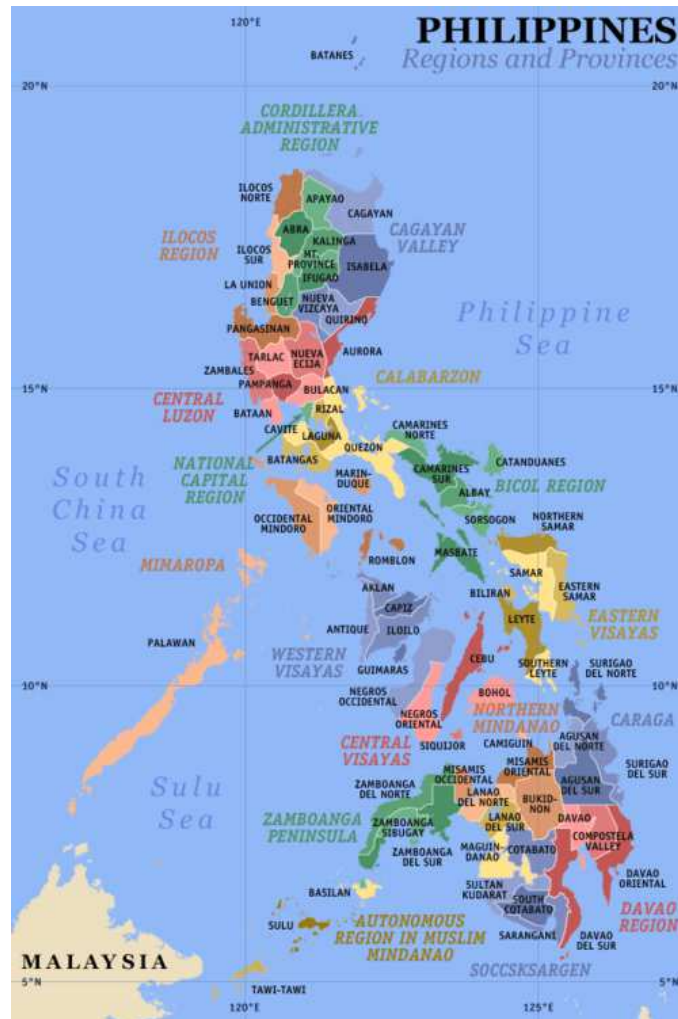 120°E
PHILIPPINES
Regions and Provinces
BATANES
20°N
20°N
CORDILLERA
ADMINISTRATIVE
REGION
ILOCOS
NORTE
APAYAO
CAGAYAN
ABRA
CAGAYAN
VALLEY
KALINGA
ILOCOS
REGION
ILOCOS
SUR
MT.
PROVINCE
IFUGAO
ISABELA
LA UNION
BENGUET
NUEVA
VIZCAYA
QUIRINO
Philippine
Sea
PANGASINAN
TARLAC
NUEVA
ECIJA
AURORA
ZAMBALES
PAMPANGA
CALABARZON
15°N
15°N
CENTRAL
LUZON
BULACAN
BATAAN
RIZAL
CAVITE
LAGUNA
QUEZON
CAMARINES
NORTE
NATIONAL
CAPITAL
REGION
BATANGAS
MARIN-
DUQUE
CAMARINES
SUR
CATANDUANES
ALBAY
BICOL REGION
South
China
Sea
OCCIDENTAL
MINDORO
ORIENTAL
MINDORO
SORSOGON
NORTHERN
SAMAR
MIMAROPA
ROMBLON
MASBATE
SAMAR
AKLAN
BILIRAN
EASTERN
SAMAR
CAPIZ
PALAWAN
ANTIQUE
ILOILO
LEYTE
EASTERN
VISAYAS
WESTERN
VISAYAS
GUIMARAS
CEBU
SOUTHERN
LEYTE
SURIGAO
DEL NORTE
10°N
10°N
NEGROS
OCCIDENTAL
BOHOL
NEGROS
ORIENTAL
NORTHERN
MINDANAO
CARAGA
CENTRAL
VISAYAS
SIQUIJOR
CAMIGUIN
AGUSAN
DEL NORTE
MISAMIS
OCCIDENTAL
MISAMIS
ORIENTAL
SURIGAO
DEL SUR
Sulu
Sea
ZAMBOANGA
DEL NORTE
LANAO
DEL NORTE
BUKID-
NON
AGUSAN
DEL SUR
ZAMBOANGA
PENINSULA
ZAMBOANGA
SIBUGAY
LANAO
DEL SUR
DAVAO
COMPOSTELA
VALLEY
ZAMBOANGA
DEL SUR
MAGUIN-
DANAO
COTABATO
BASILAN
SULTAN
KUDARAT
DAVAO
ORIENTAL
SULU
AUTONOMOUS
REGION IN MUSLIM
MINDANAO
SOUTH
COTABATO
DAVAO
REGION
SARANGANI
DAVAO
DEL SUR
MALAYSIA
SOCCSKSARGEN
5°N
5°N
TAWI-TAWI
120°E
125°E